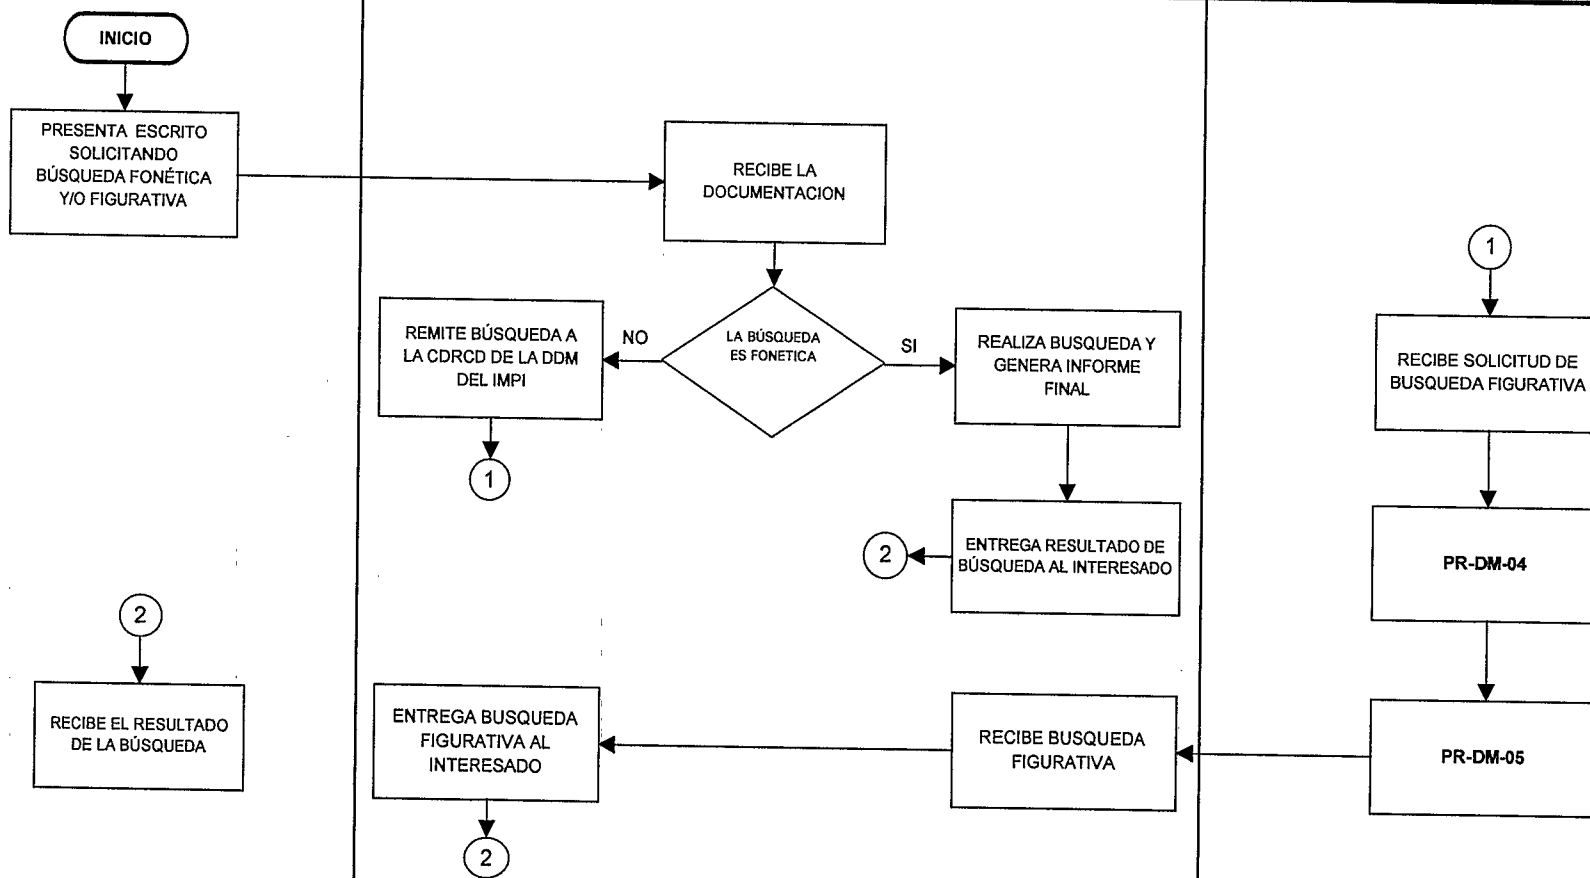 INICIO
PRESENTA ESCRITO
SOLICITANDO
BÚSQUEDA FONÉTICA
Y/O FIGURATIVA
RECIBE LA
DOCUMENTACION
LA BÚSQUEDA
ES FONETICA
NO
SI
REMITE BÚSQUEDA A
LA CDRCD DE LA DDM
DEL IMPI
1
REALIZA BUSQUEDA Y
GENERA INFORME
FINAL
ENTREGA RESULTADO DE
BÚSQUEDA AL INTERESADO
2
1
RECIBE SOLICITUD DE
BUSQUEDA FIGURATIVA
PR-DM-04
PR-DM-05
RECIBE BUSQUEDA
FIGURATIVA
ENTREGA BUSQUEDA
FIGURATIVA AL
INTERESADO
2
2
RECIBE EL RESULTADO
DE LA BÚSQUEDA